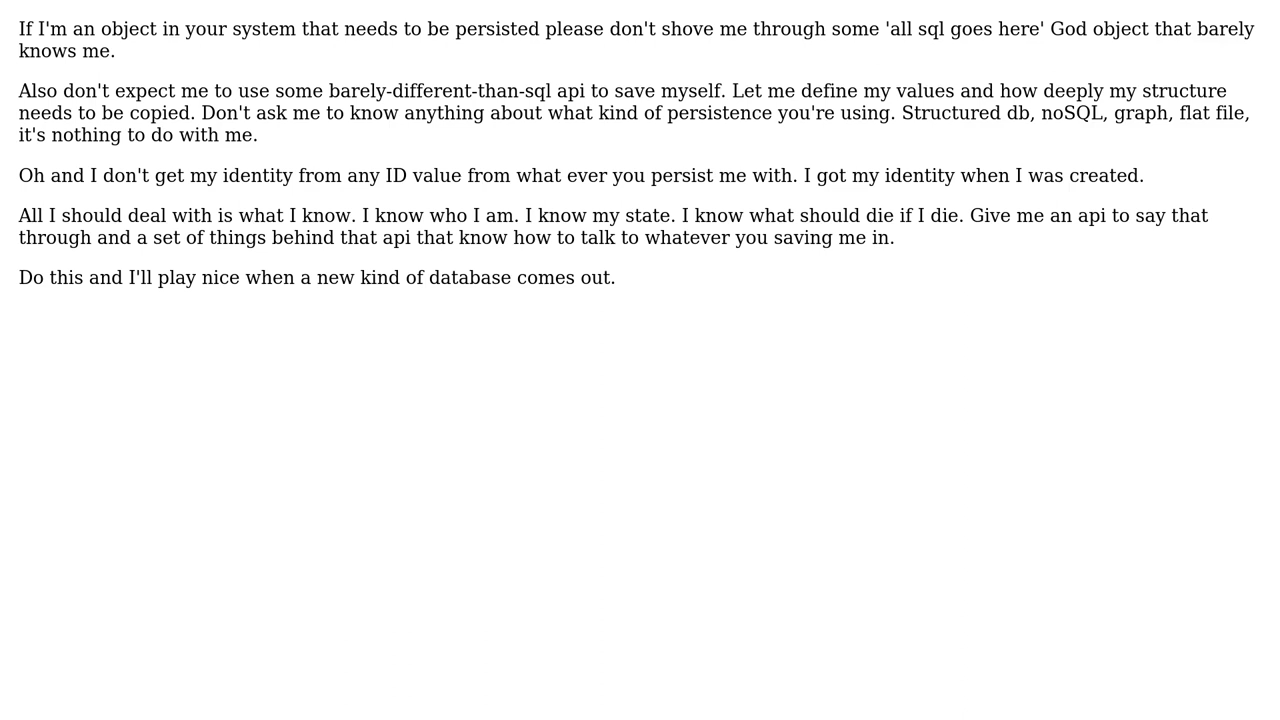 If I'm an object in your system that needs to be persisted please don't shove me through some 'all sql goes here' God object that barely
knows me.
Also don't expect me to use some barely-different-than-sql api to save myself. Let me define my values and how deeply my structure
needs to be copied. Don't ask me to know anything about what kind of persistence you're using. Structured db, noSQL, graph, flat file,
it's nothing to do with me.
Oh and I don't get my identity from any ID value from what ever you persist me with. I got my identity when I was created.
All I should deal with is what I know. I know who I am. I know my state. I know what should die if I die. Give me an api to say that
through and a set of things behind that api that know how to talk to whatever you saving me in.
Do this and I'll play nice when a new kind of database comes out.